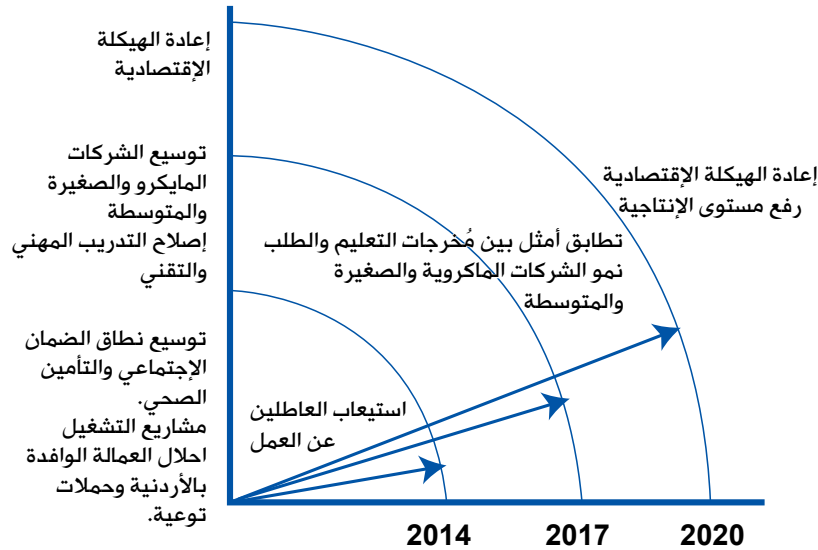 إعادة الهيكلة
الإقتصادية
توسيع الشركات
المايكرو والصغيرة
والمتوسطة
إصلاح التدريب المهني
والتقني
توسيع نطاق الضمان
الإجتماعي والتأمين
الصحي.
مشاريع التشغيل
احلال العمالة الوافدة
بالأردنية وحملات
توعية.
إعادة الهيكلة الإقتصادية
رفع مستوى الإنتاجية
تطابق أمثل بين مُخرجات التعليم والطلب
نمو الشركات الماكروية والصغيرة
والمتوسطة
استيعاب العاطلين
عن العمل
2014
2017
2020